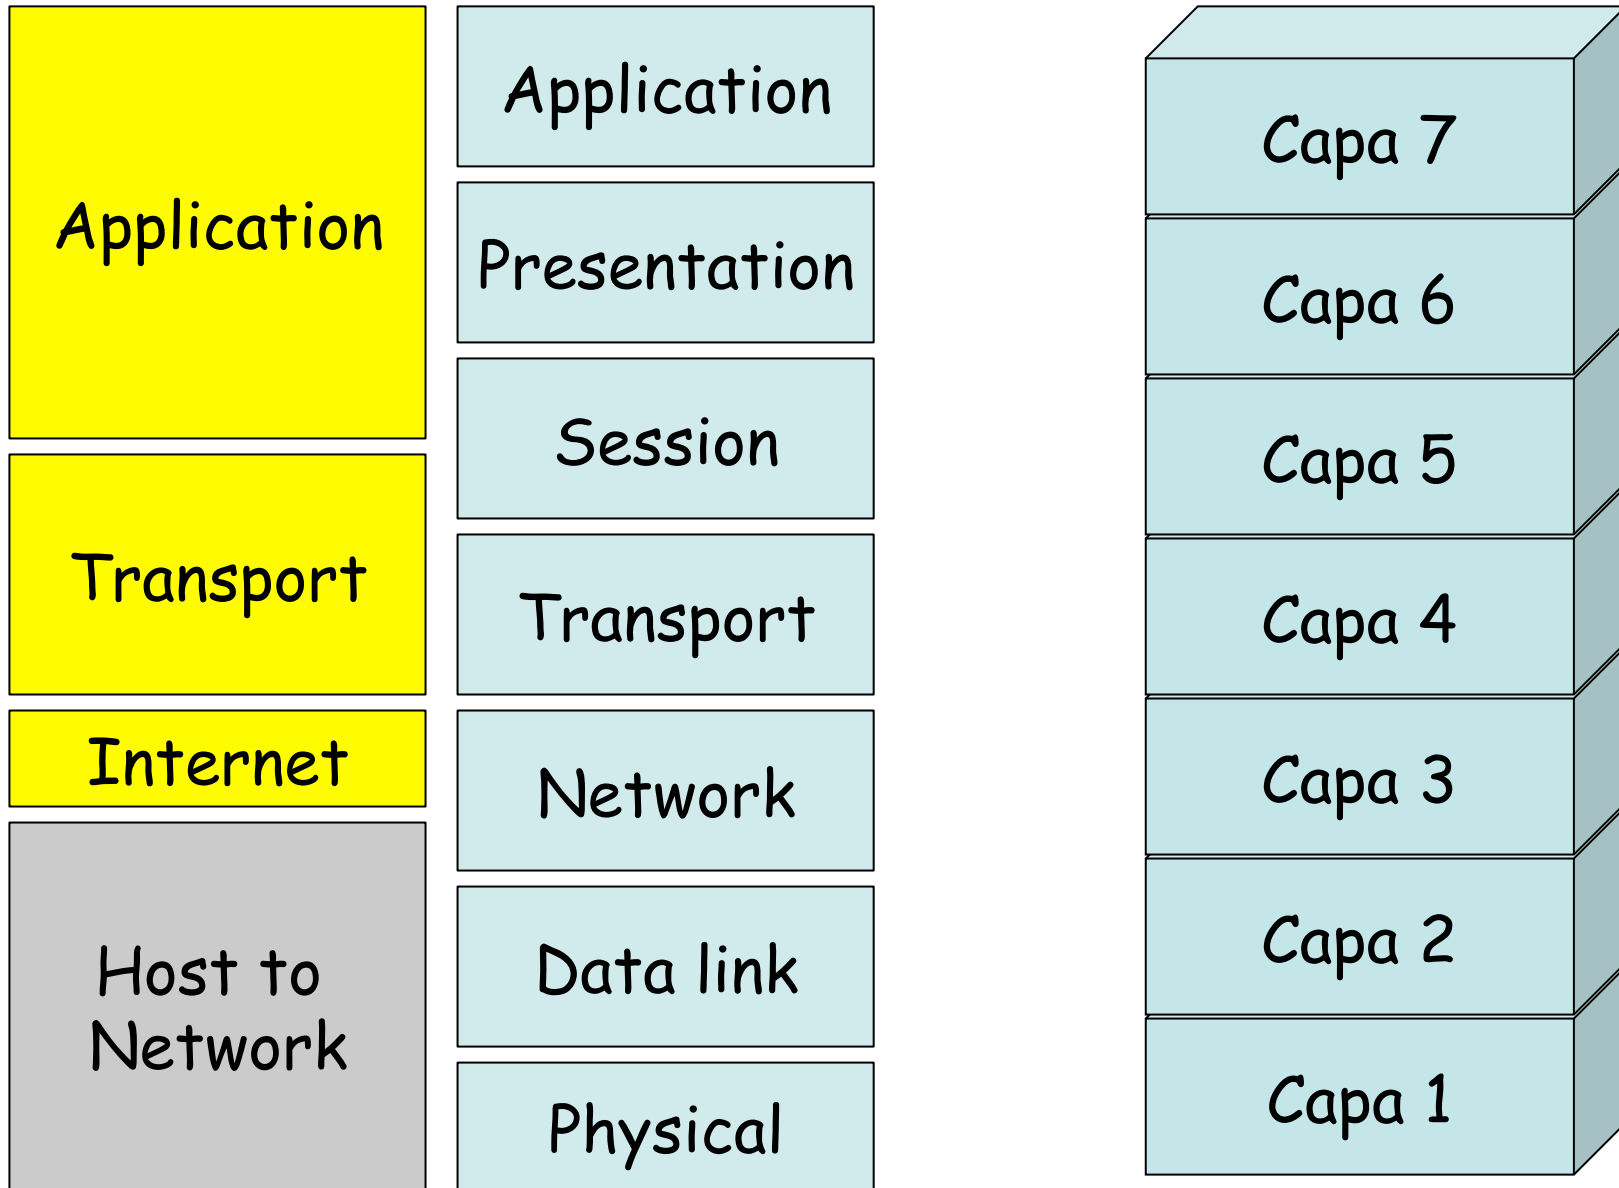 Application
Transport
Internet
Host to
Network
Application
Presentation
Session
Transport
Network
Data link
Physical
Capa 7
Capa 6
Capa 5
Capa 4
Capa 3
Capa 2
Capa 1